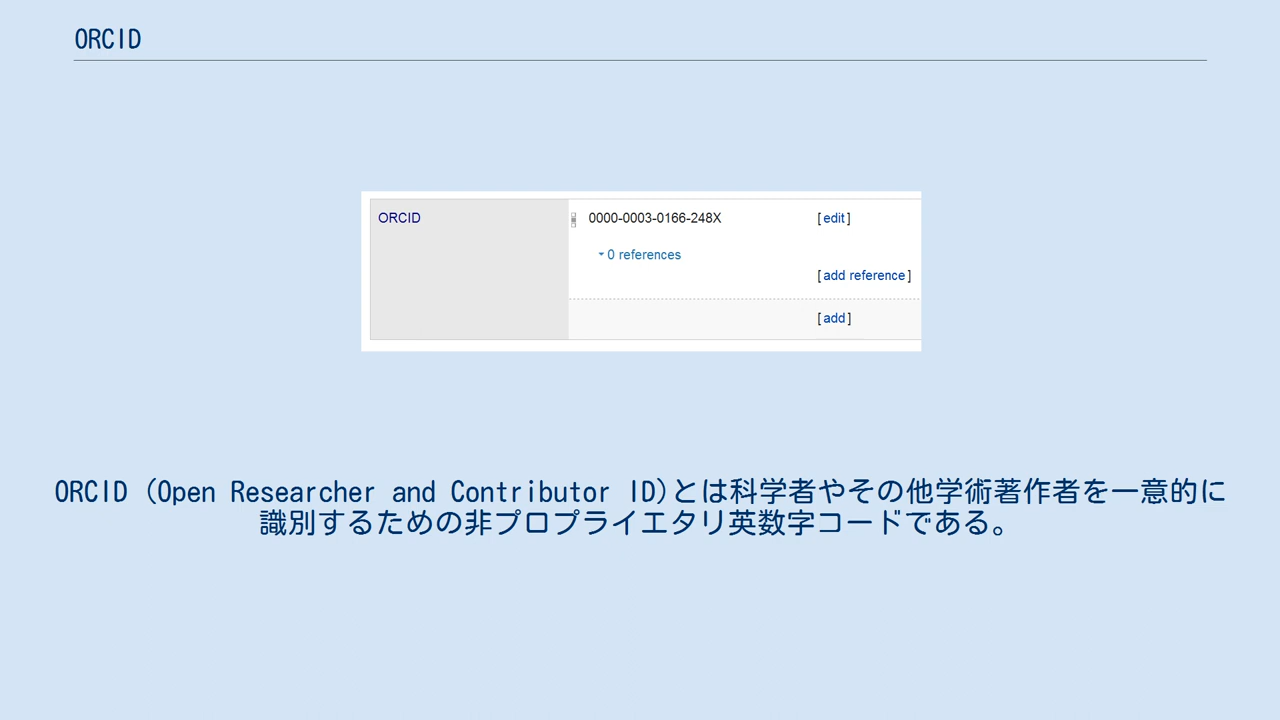 ORCID
ORCID 0000-0003-0166-248X [edit]
0 references
[add reference]
[add]
ORCID (Open Researcher and Contributor ID)とは科学者やその他学術著作者を一意的に
識別するための非プロプライエタリ英数字コードである。